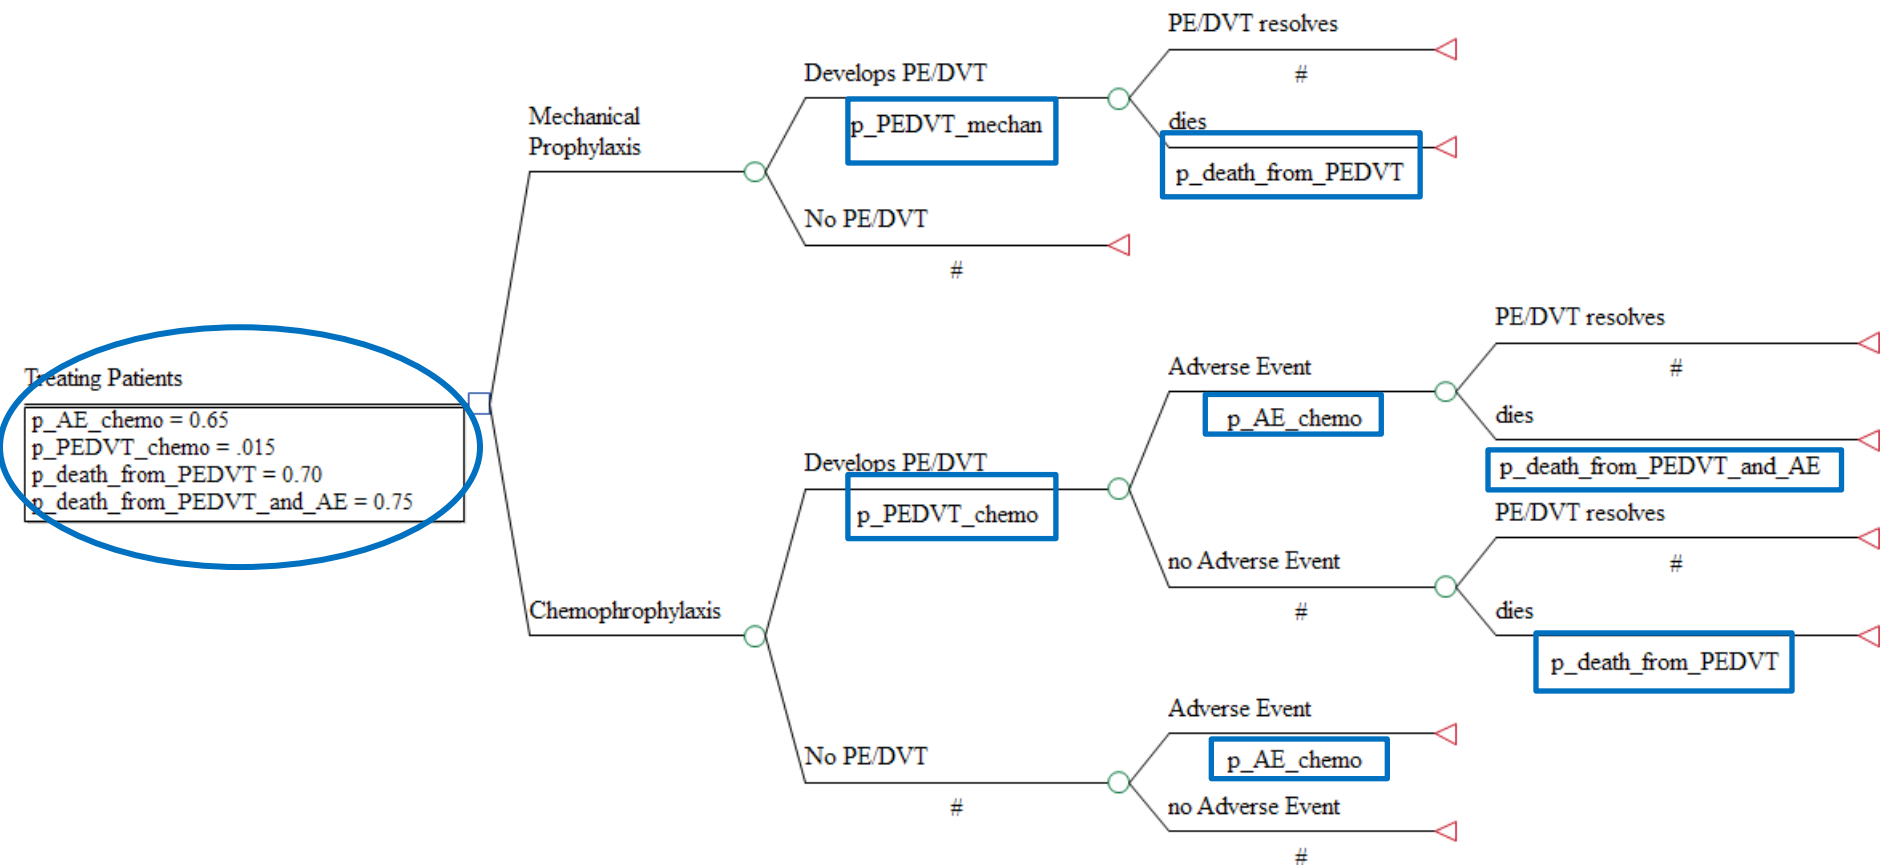 PE/DVT resolves
#
Develops PE/DVT
p_PEDVT_mechan
dies
p_death_from_PEDVT
Mechanical
Prophylaxis
No PE/DVT
#
Treating Patients
p_AE_chemo = 0.65
p_PEDVT_chemo = .015
p_death_from_PEDVT = 0.70
p_death_from_PEDVT_and_AE = 0.75
PE/DVT resolves
#
Adverse Event
p_AE_chemo
dies
p_death_from_PEDVT_and_AE
Develops PE/DVT
p_PEDVT_chemo
PE/DVT resolves
#
no Adverse Event
#
dies
p_death_from_PEDVT
Chemophrophylaxis
Adverse Event
p_AE_chemo
No PE/DVT
#
no Adverse Event
#